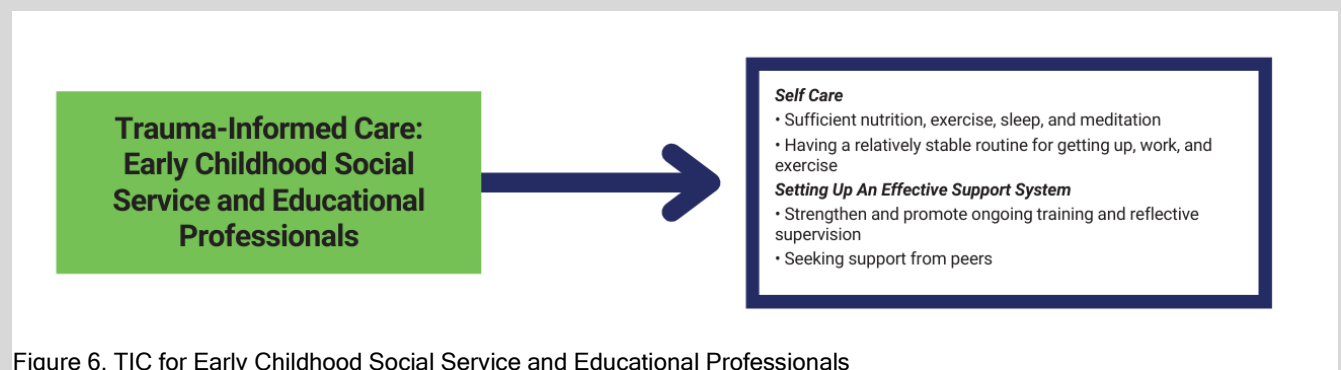 Trauma-Informed Care:
Early Childhood Social
Service and Educational
Professionals
Self Care
• Sufficient nutrition, exercise, sleep, and meditation
• Having a relatively stable routine for getting up, work, and
exercise
Setting Up An Effective Support System
• Strengthen and promote ongoing training and reflective
supervision
• Seeking support from peers
Figure 6. TIC for Early Childhood Social Service and Educational Professionals